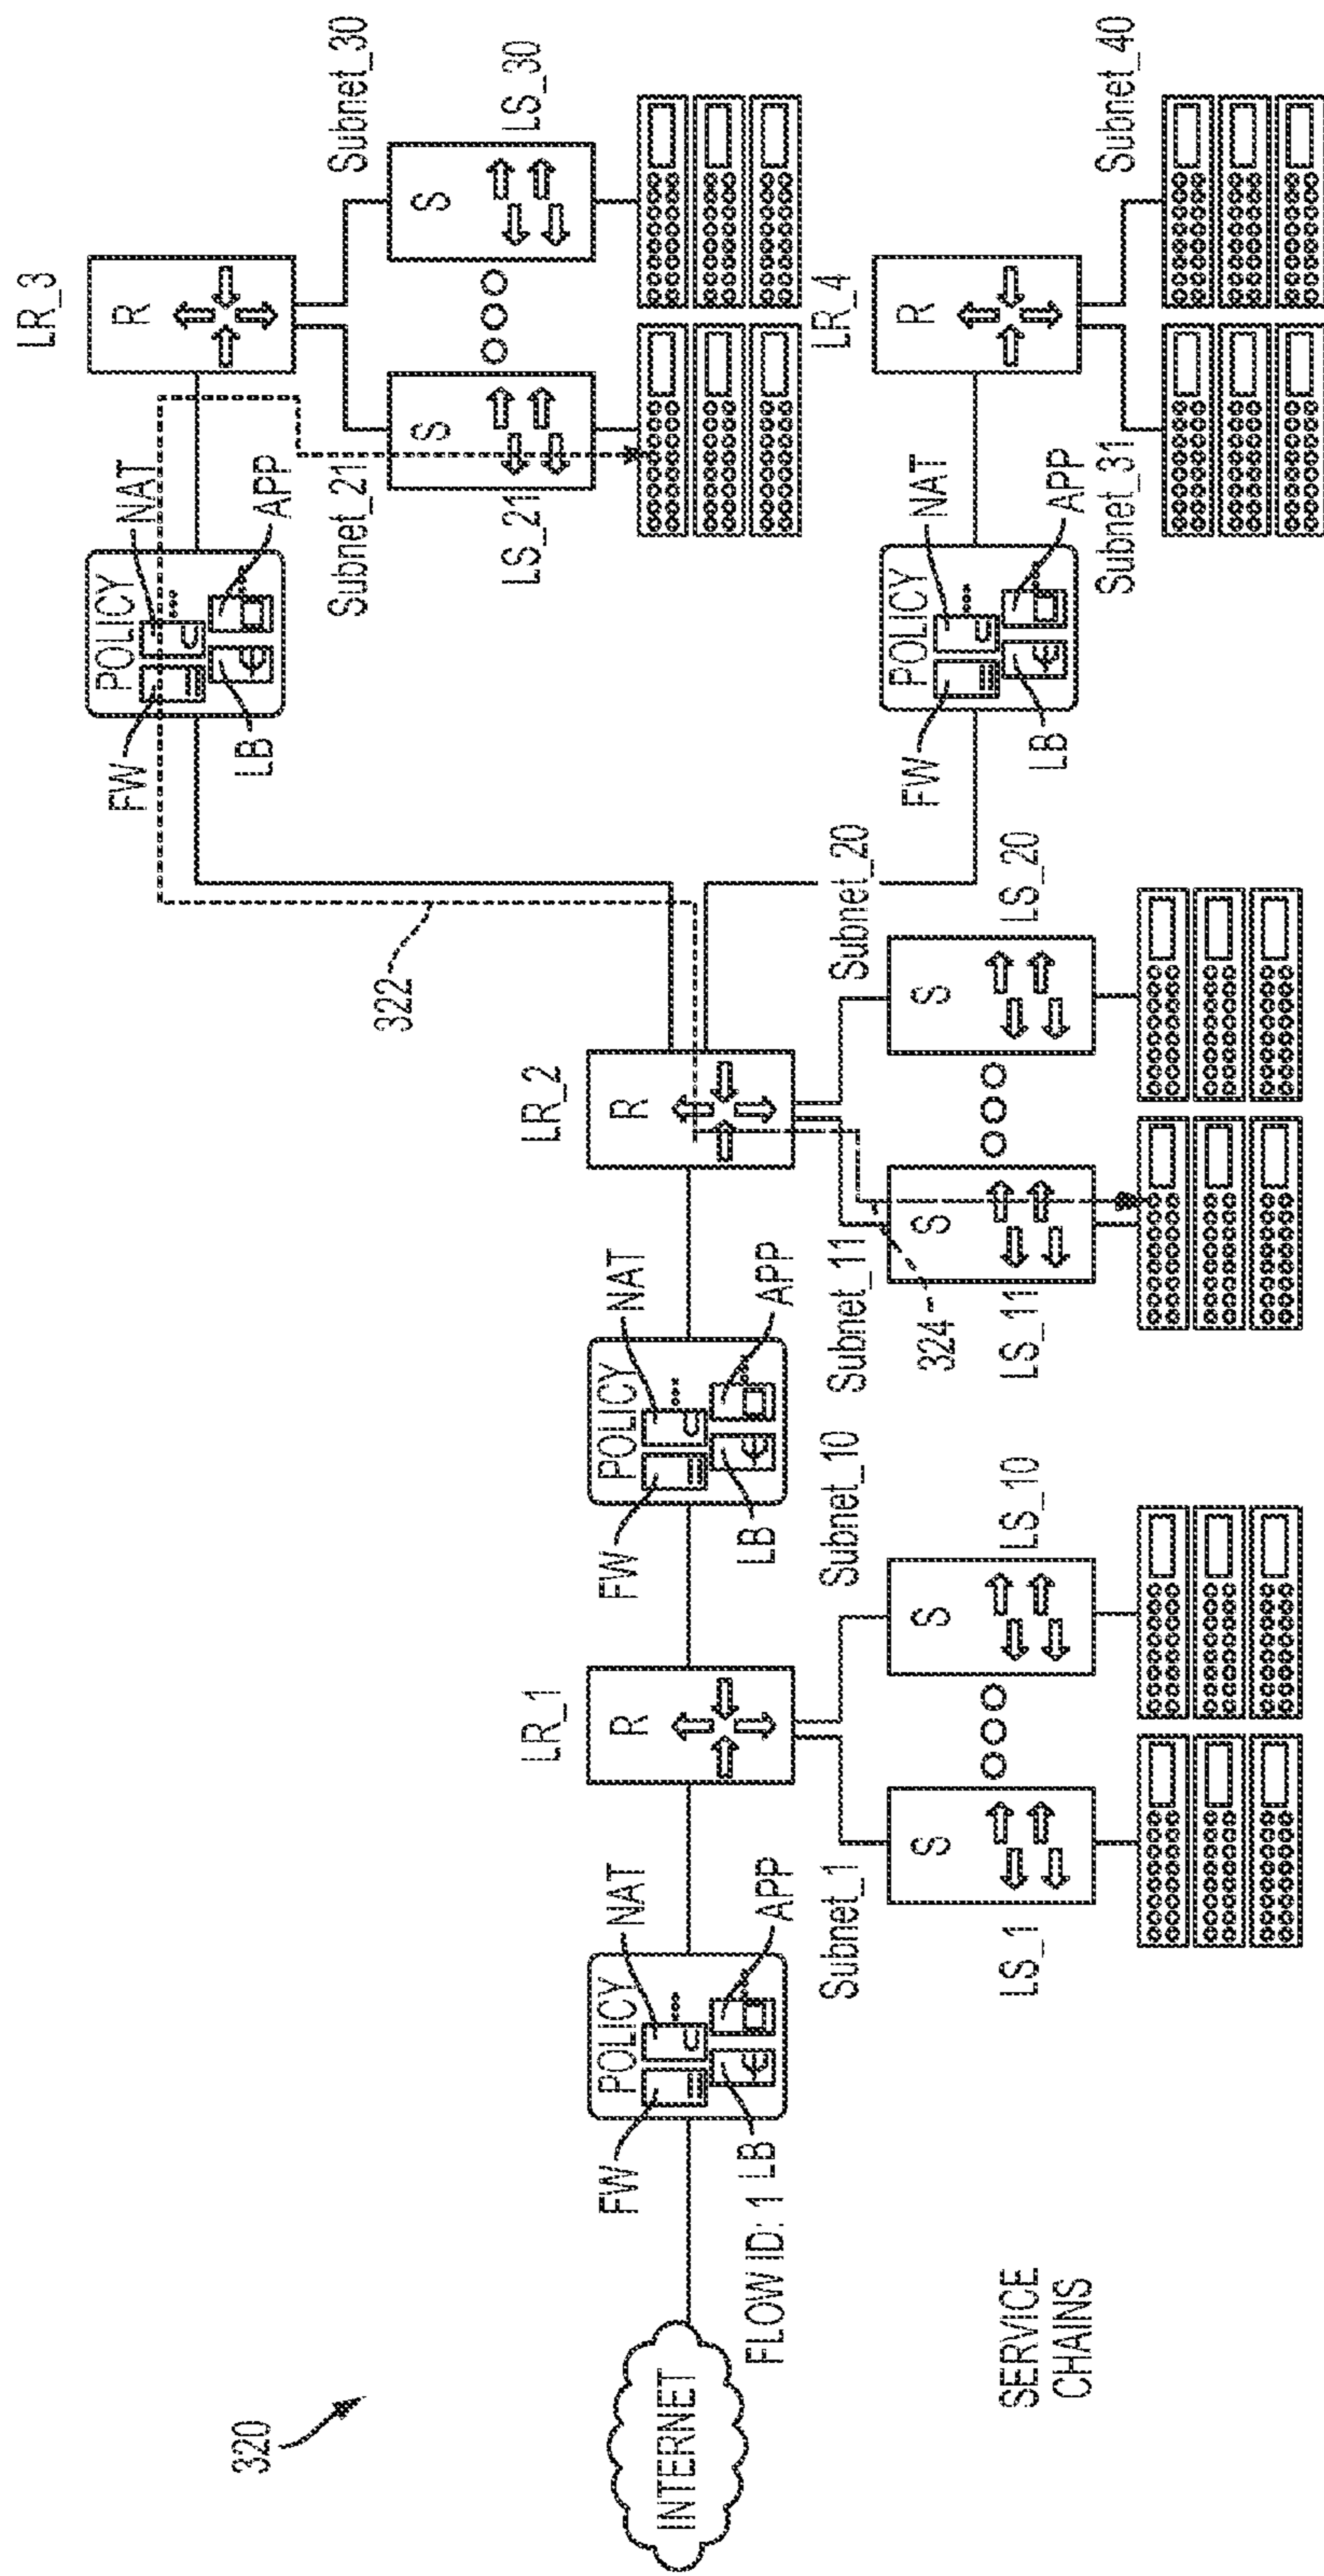 320
INTERNET
FLOW ID: 1
SERVICE
CHAINS
POLICY
FW
NAT
LB
APP
LR_1
R
Subnet_1
Subnet_10
S
LS_1
S
LS_10
POLICY
FW
NAT
LB
APP
LR_2
R
Subnet_11
324
Subnet_20
S
LS_11
S
LS_20
322
POLICY
FW
NAT
LB
APP
LR_3
R
Subnet_21
Subnet_30
S
LS_21
S
LS_30
POLICY
FW
NAT
LB
APP
LR_4
R
Subnet_31
Subnet_40